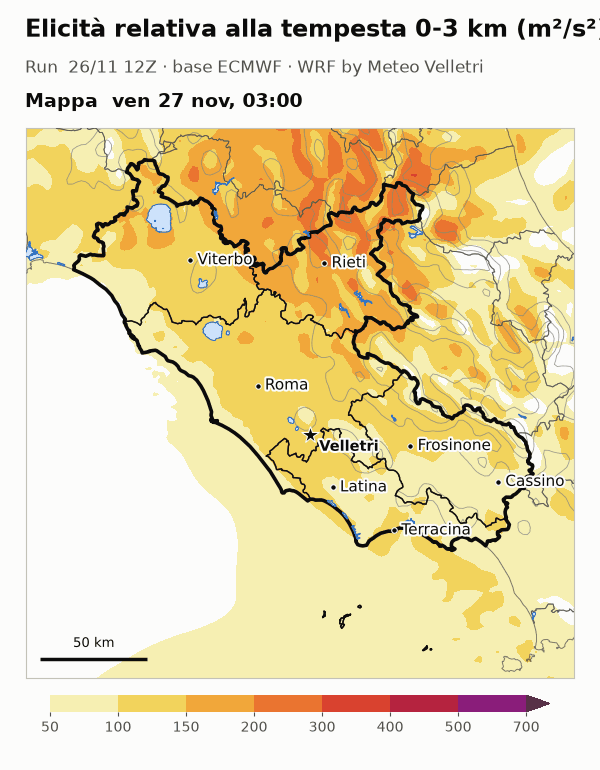 Elicità relativa alla tempesta 0-3 km (m²/s²)
Run  26/11 12Z · base ECMWF · WRF by Meteo Velletri
Mappa  ven 27 nov, 03:00
Viterbo
Rieti
Roma
Velletri
Frosinone
Cassino
Latina
Terracina
50 km
50 100 150 200 300 400 500 700